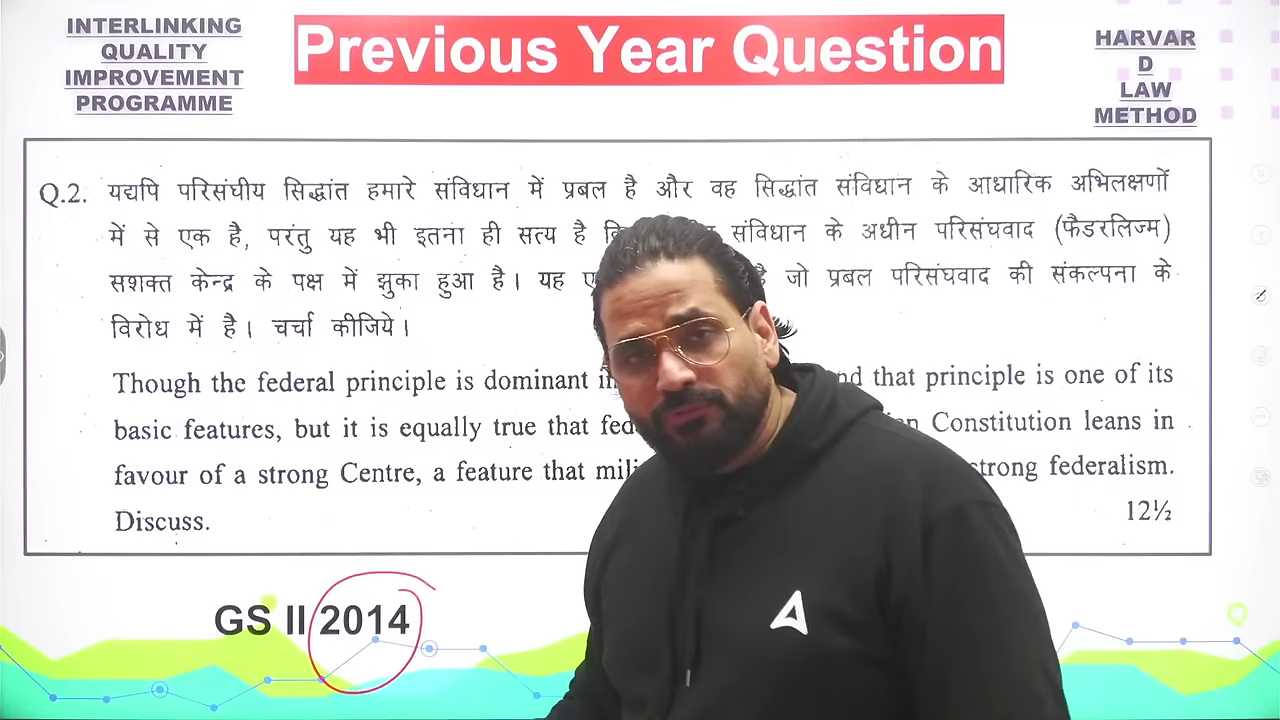 INTERLINKING
QUALITY
IMPROVEMENT
PROGRAMME
Previous Year Question
HARVAR
D
LAW
METHOD
Q.2. यद्यपि परिसंघीय सिद्धांत हमारे संविधान में प्रबल है और वह सिद्धांत संविधान के आधारिक अभिलक्षणों
में से एक है, परंतु यह भी इतना ही सत्य है संविधान के अधीन परिसंघवाद (फैडरलिज्म)
सशक्त केन्द्र के पक्ष में झुका हुआ है। यह जो प्रबल परिसंघवाद की संकल्पना के
विरोध में है। चर्चा कीजिये।
Though the federal principle is dominant that principle is one of its
basic features, but it is equally true that Constitution leans in
favour of a strong Centre, a feature that strong federalism.
Discuss. 12½
GS II 2014